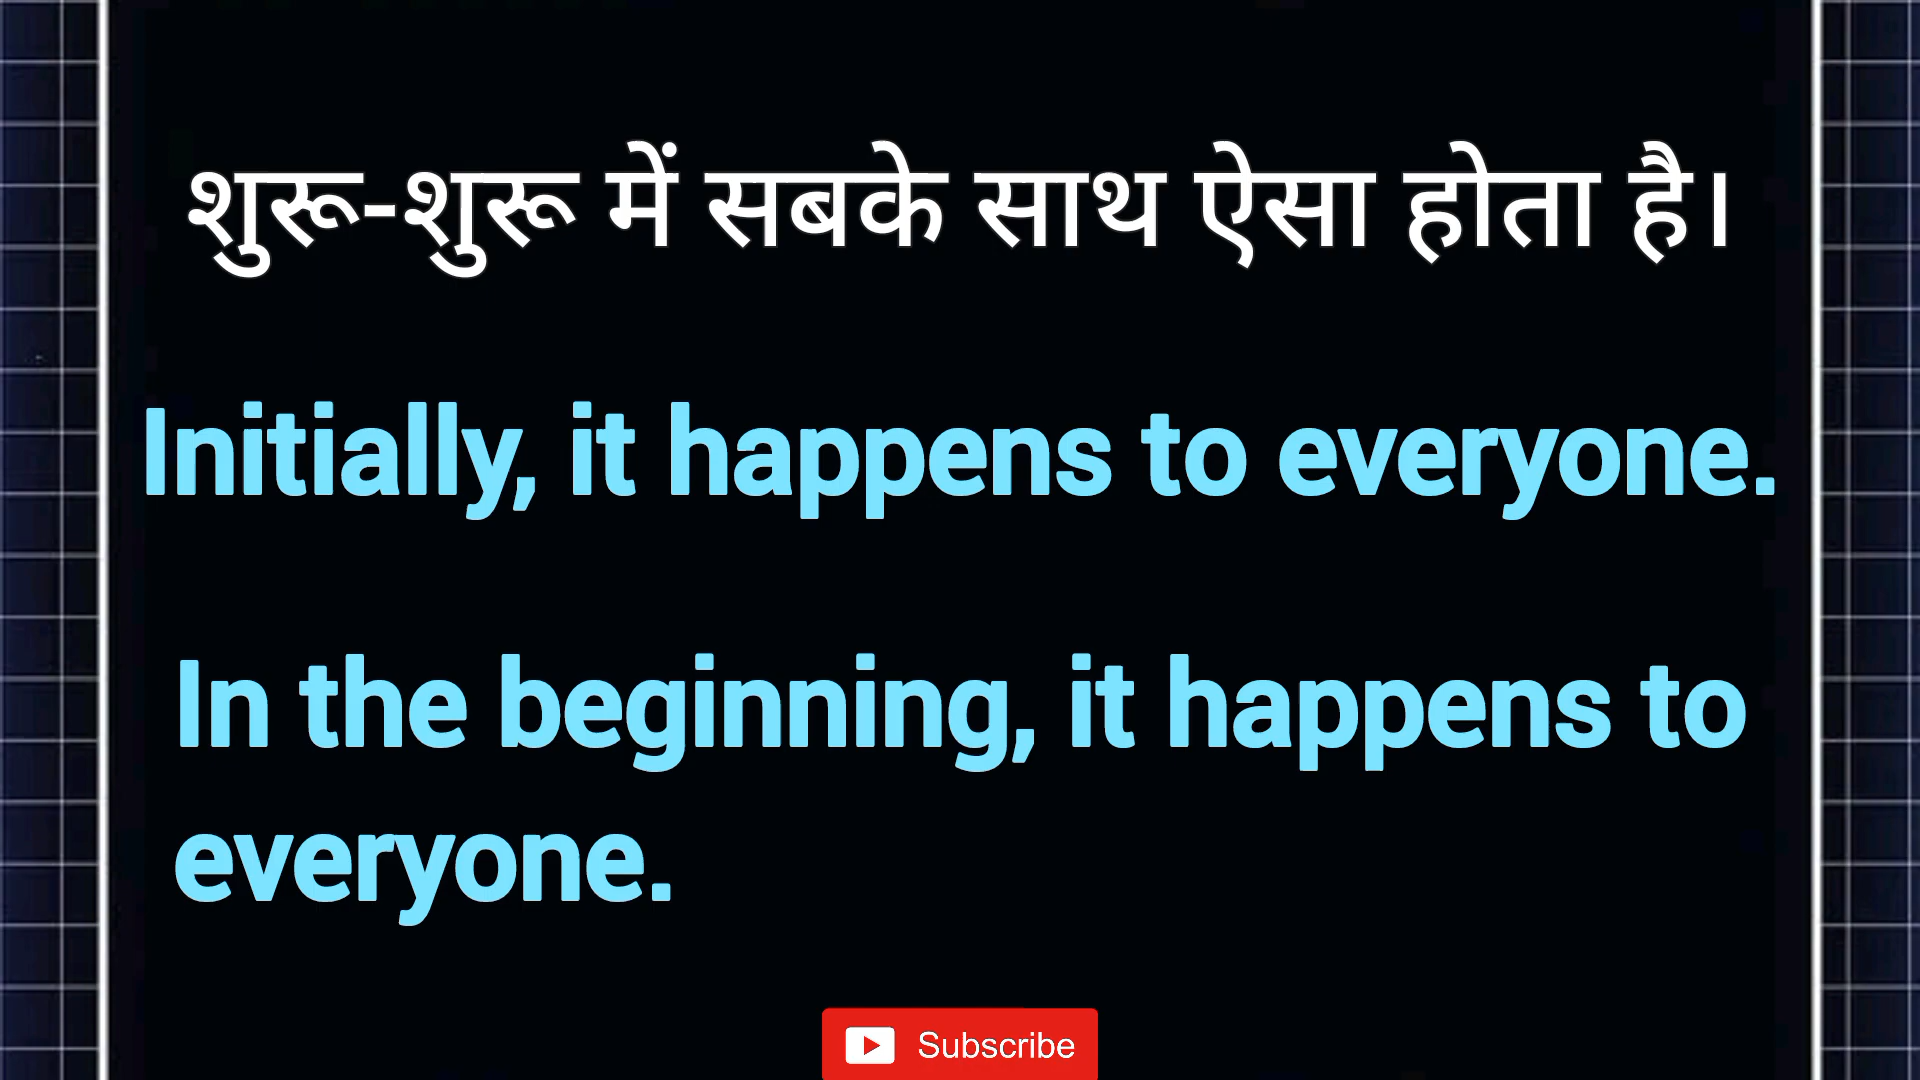 शुरू-शुरू में सबके साथ ऐसा होता है।
Initially, it happens to everyone.
In the beginning, it happens to
everyone.
Subscribe